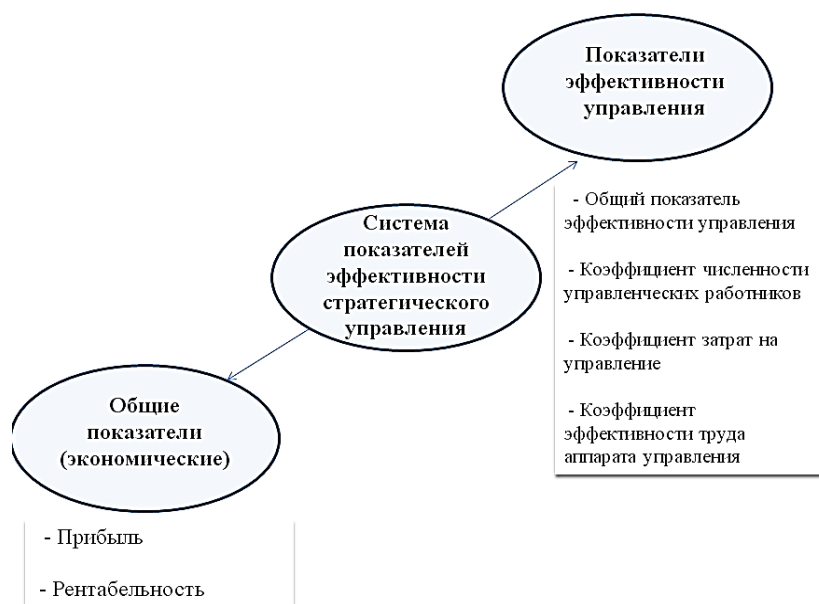 Показатели
эффективности
управления
- Общий показатель
эффективности управления
- Коэффициент численности
управленческих работников
- Коэффициент затрат на
управление
- Коэффициент
эффективности труда
аппарата управления
Система
показателей
эффективности
стратегического
управления
Общие
показатели
(экономические)
- Прибыль
- Рентабельность